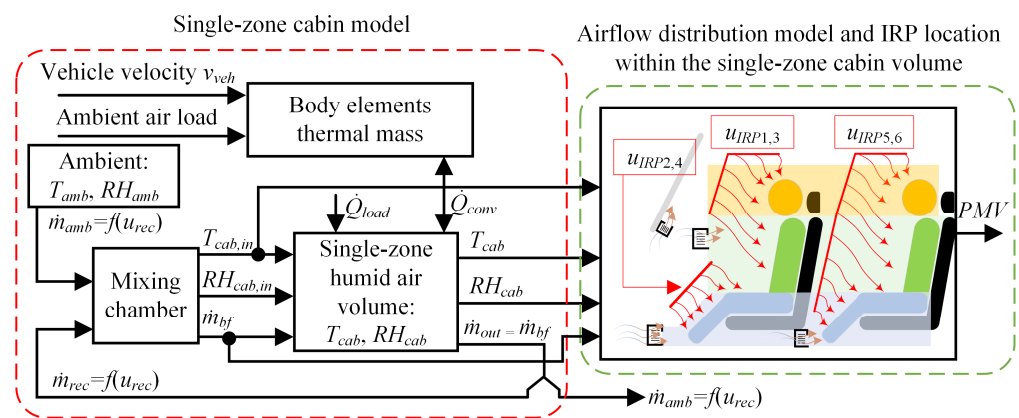 Single-zone cabin model
Airflow distribution model and IRP location
within the single-zone cabin volume
Vehicle velocity v_veh
Ambient air load
Body elements
thermal mass
Ambient:
T_amb, RH_amb
ṁ_amb=f(u_rec)
Q̇_load
Q̇_conv
Mixing
chamber
T_cab,in
RH_cab,in
ṁ_bf
Single-zone
humid air
volume:
T_cab, RH_cab
T_cab
RH_cab
ṁ_out = ṁ_bf
ṁ_rec=f(u_rec)
ṁ_amb=f(u_rec)
u_IRP2,4
u_IRP1,3
u_IRP5,6
PMV